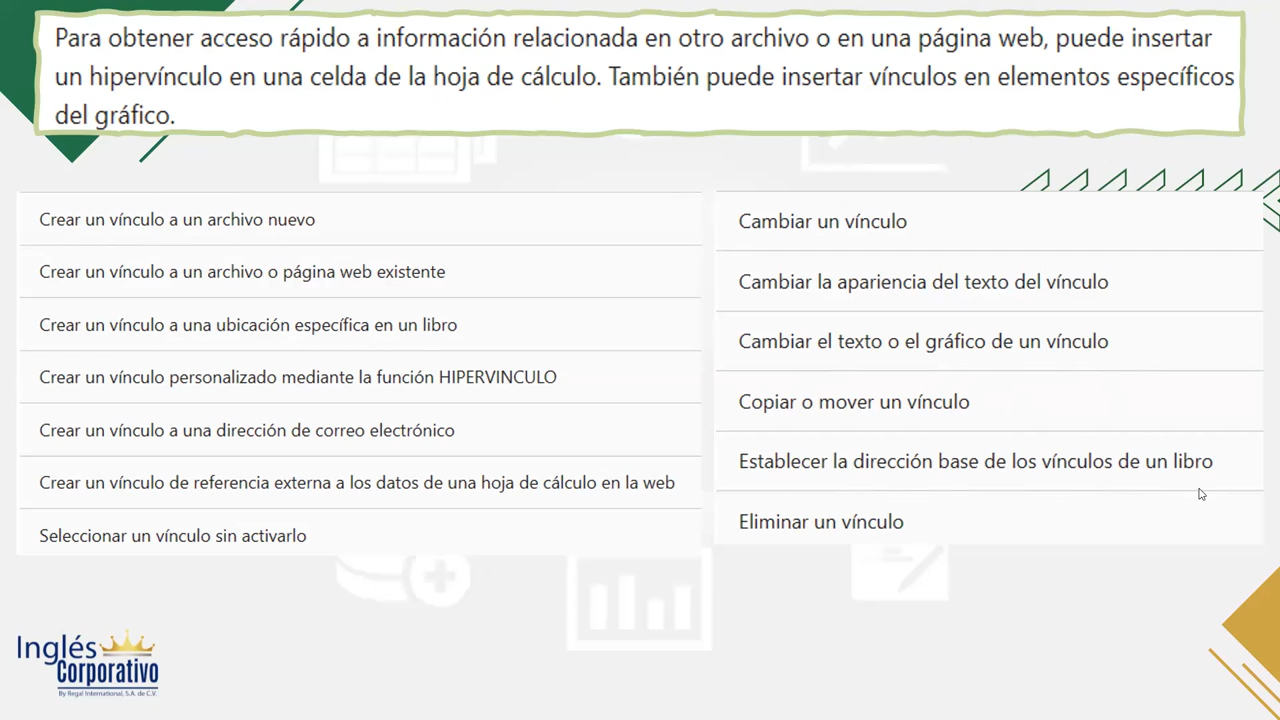 Para obtener acceso rápido a información relacionada en otro archivo o en una página web, puede insertar
un hipervínculo en una celda de la hoja de cálculo. También puede insertar vínculos en elementos específicos
del gráfico.
Crear un vínculo a un archivo nuevo
Crear un vínculo a un archivo o página web existente
Crear un vínculo a una ubicación específica en un libro
Crear un vínculo personalizado mediante la función HIPERVINCULO
Crear un vínculo a una dirección de correo electrónico
Crear un vínculo de referencia externa a los datos de una hoja de cálculo en la web
Seleccionar un vínculo sin activarlo
Cambiar un vínculo
Cambiar la apariencia del texto del vínculo
Cambiar el texto o el gráfico de un vínculo
Copiar o mover un vínculo
Establecer la dirección base de los vínculos de un libro
Eliminar un vínculo
Inglés
Corporativo
By Regal International, S.A. de C.V.